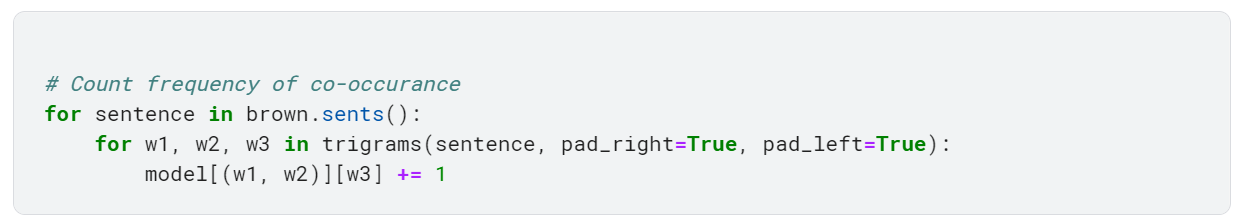 # Count frequency of co-occurance
for sentence in brown.sents():
    for w1, w2, w3 in trigrams(sentence, pad_right=True, pad_left=True):
        model[(w1, w2)][w3] += 1